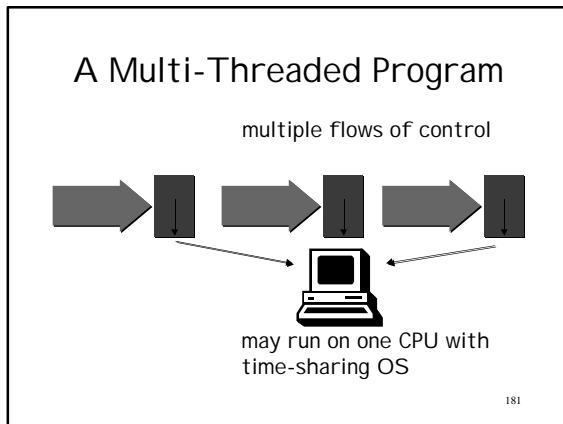 A Multi-Threaded Program
multiple flows of control
may run on one CPU with
time-sharing OS
181